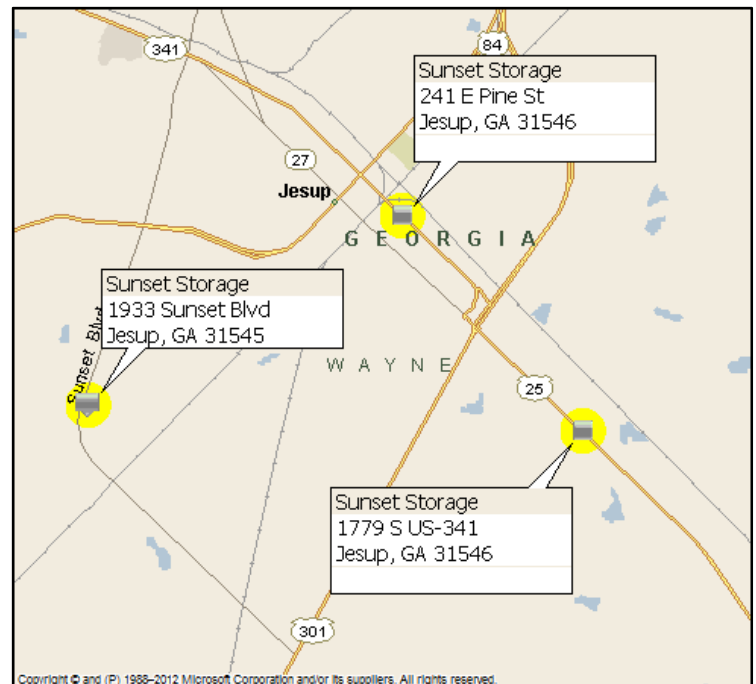 341
84
Sunset Storage
241 E Pine St
Jesup, GA 31546
27
Jesup
GEORGIA
Sunset Storage
1933 Sunset Blvd
Jesup, GA 31545
Sunset Blvd
WAYNE
25
Sunset Storage
1779 S US-341
Jesup, GA 31546
301
Copyright © and (P) 1988–2012 Microsoft Corporation and/or its suppliers. All rights reserved.